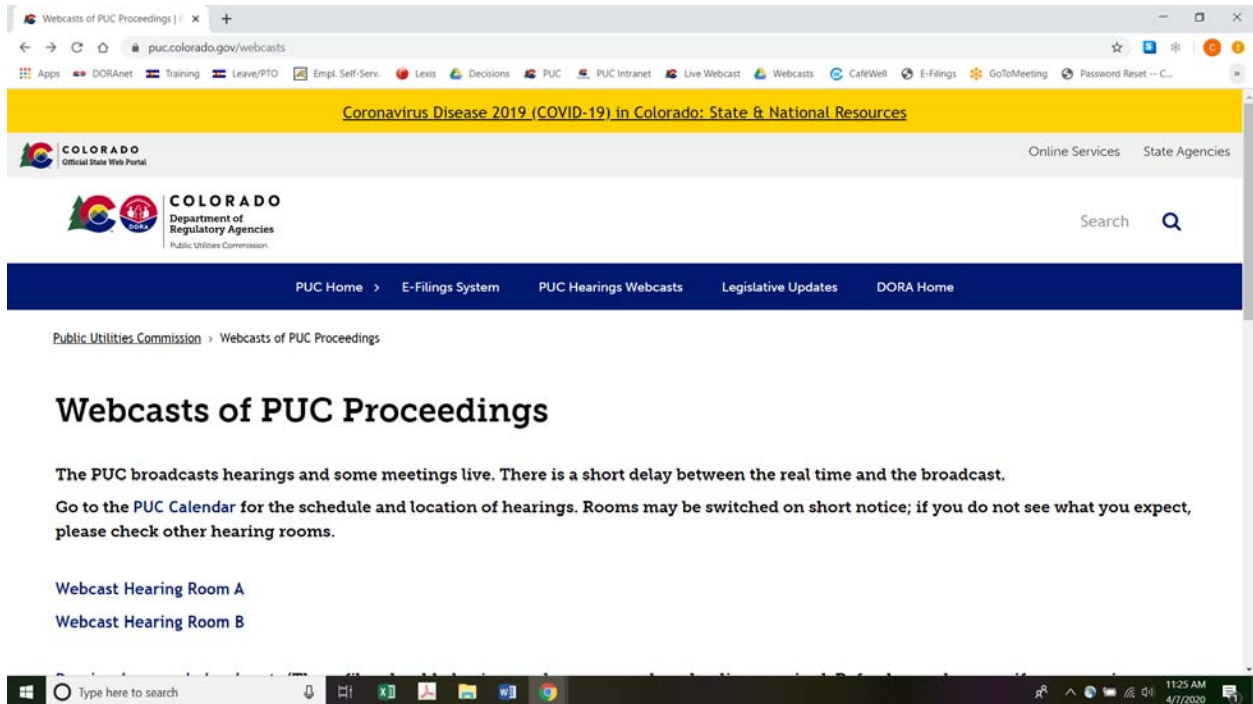 Webcasts of PUC Proceedings |
puc.colorado.gov/webcasts
Apps DORAnet Training Leave/PTO Empl. Self-Serv. Lexis Decisions PUC PUC Intranet Live Webcast Webcasts CafeWell E-Filings GoToMeeting Password Reset -- C... »
Coronavirus Disease 2019 (COVID-19) in Colorado: State & National Resources
COLORADO
Official State Web Portal
Online Services State Agencies
COLORADO
Department of
Regulatory Agencies
Public Utilities Commission
DORA
Search
PUC Home > E-Filings System PUC Hearings Webcasts Legislative Updates DORA Home
Public Utilities Commission › Webcasts of PUC Proceedings
Webcasts of PUC Proceedings
The PUC broadcasts hearings and some meetings live. There is a short delay between the real time and the broadcast.
Go to the PUC Calendar for the schedule and location of hearings. Rooms may be switched on short notice; if you do not see what you expect,
please check other hearing rooms.
Webcast Hearing Room A
Webcast Hearing Room B
Type here to search
11:25 AM
4/7/2020